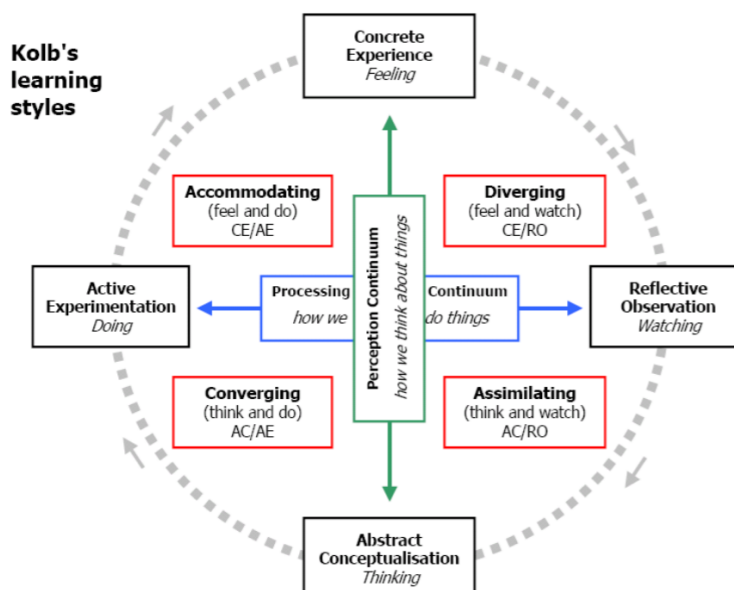 Kolb's
learning
styles
Concrete
Experience
Feeling
Accommodating
(feel and do)
CE/AE
Diverging
(feel and watch)
CE/RO
Active
Experimentation
Doing
Processing
how we
Perception Continuum
how we think about things
Continuum
do things
Reflective
Observation
Watching
Converging
(think and do)
AC/AE
Assimilating
(think and watch)
AC/RO
Abstract
Conceptualisation
Thinking